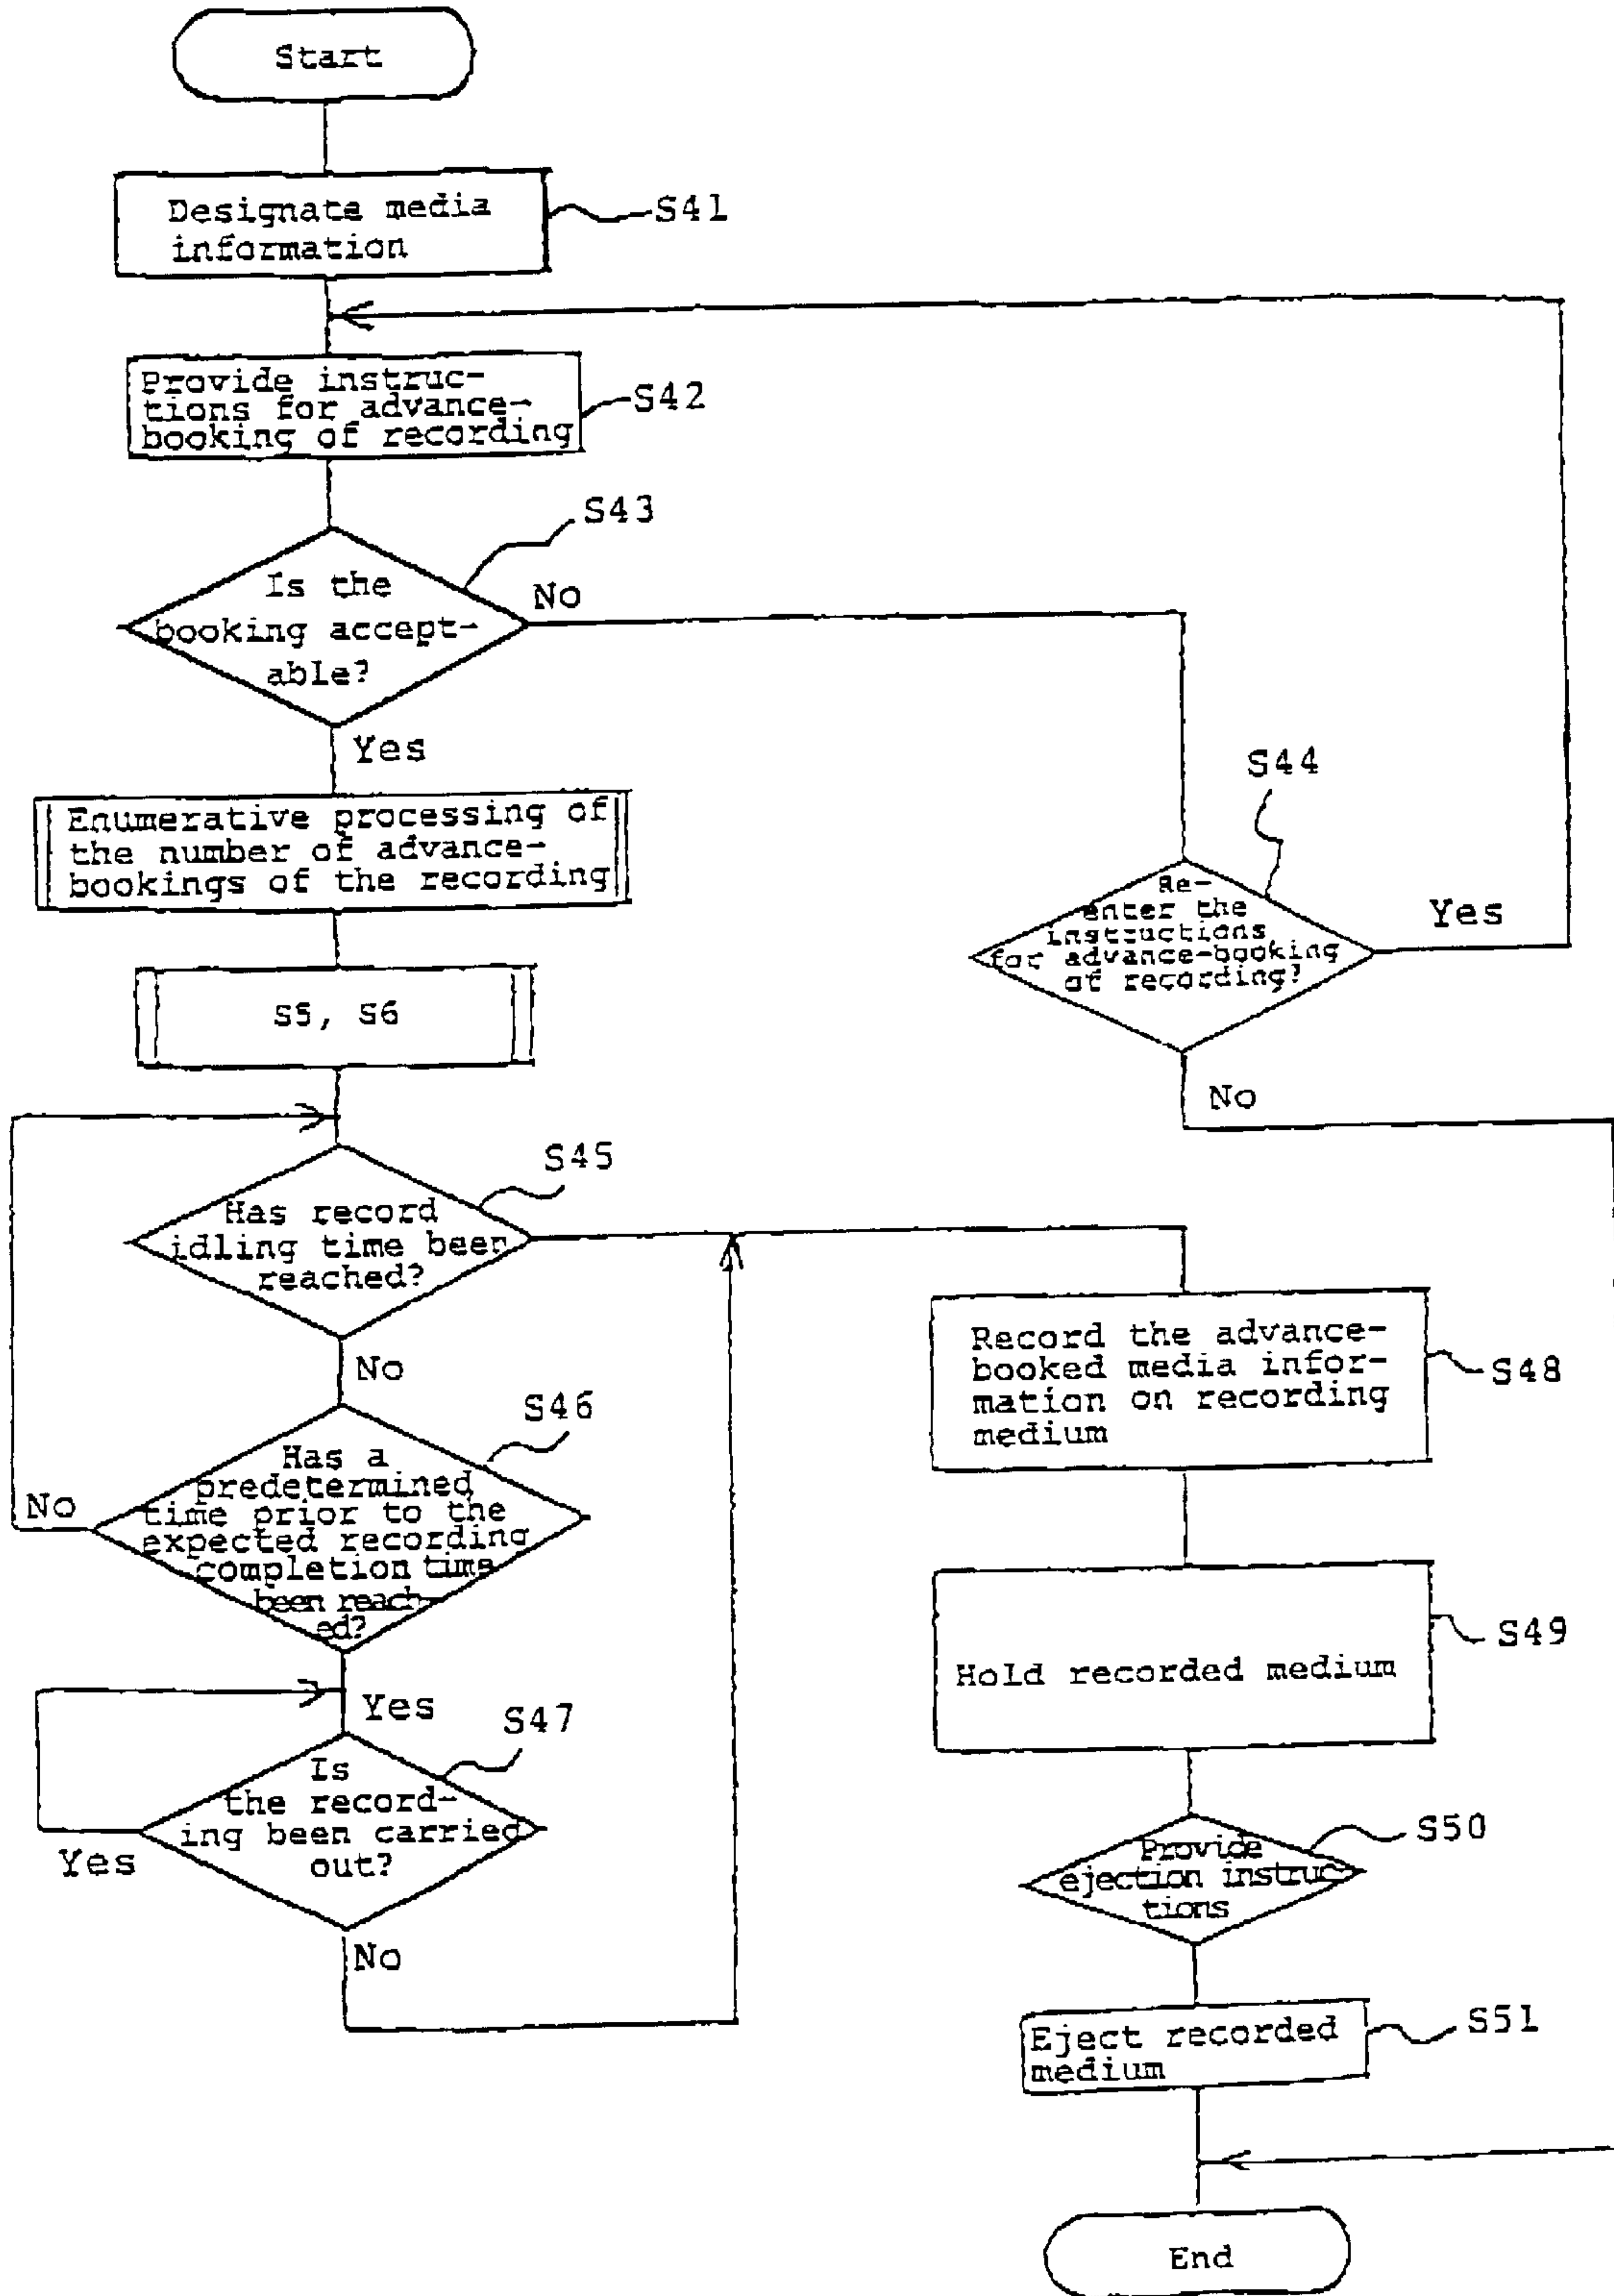 Start
Designate media
information
S41
Provide instruc-
tions for advance-
booking of recording
S42
S43
Is the
booking accept-
able?
No
Yes
Enumerative processing of
the number of advance-
bookings of the recording
S5, S6
S44
Re-
enter the
instructions
for advance-booking
of recording?
Yes
No
S45
Has record
idling time been
reached?
No
S46
Has a
predetermined
time prior to the
expected recording
completion time
been reach-
ed?
No
Yes
S47
Is
the record-
ing been carried
out?
Yes
No
Record the advance-
booked media infor-
mation on recording
medium
S48
Hold recorded medium
S49
S50
Provide
ejection instruc-
tions
Eject recorded
medium
S51
End